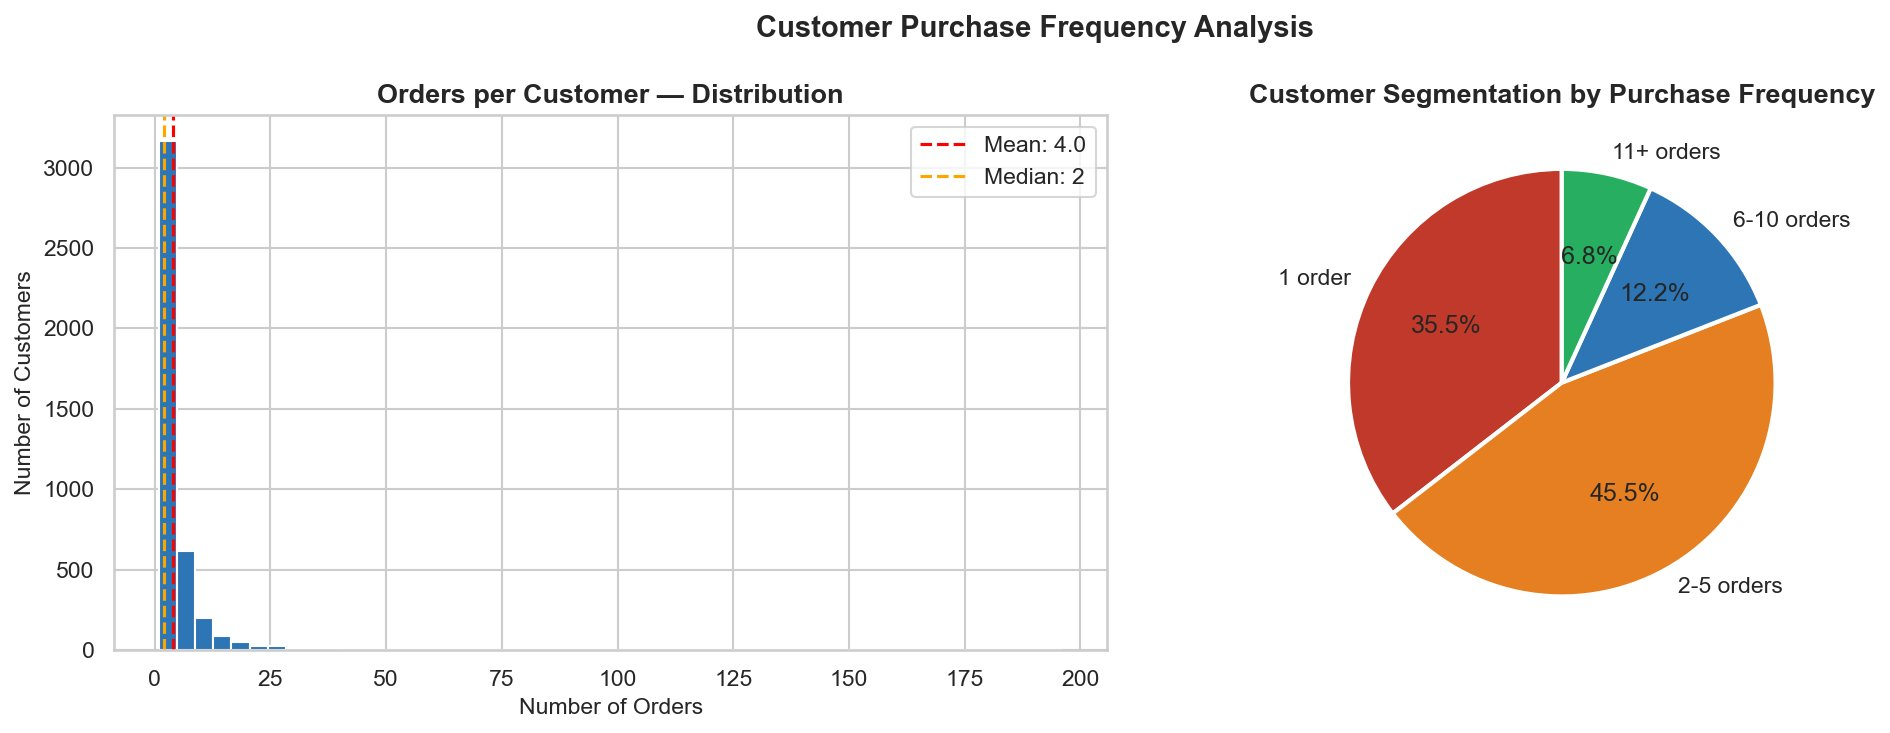 Customer Purchase Frequency Analysis
Orders per Customer — Distribution
Mean: 4.0
Median: 2
Number of Customers
3000
2500
2000
1500
1000
500
0
0 25 50 75 100 125 150 175 200
Number of Orders
Customer Segmentation by Purchase Frequency
11+ orders
6-10 orders
1 order
6.8%
12.2%
35.5%
45.5%
2-5 orders